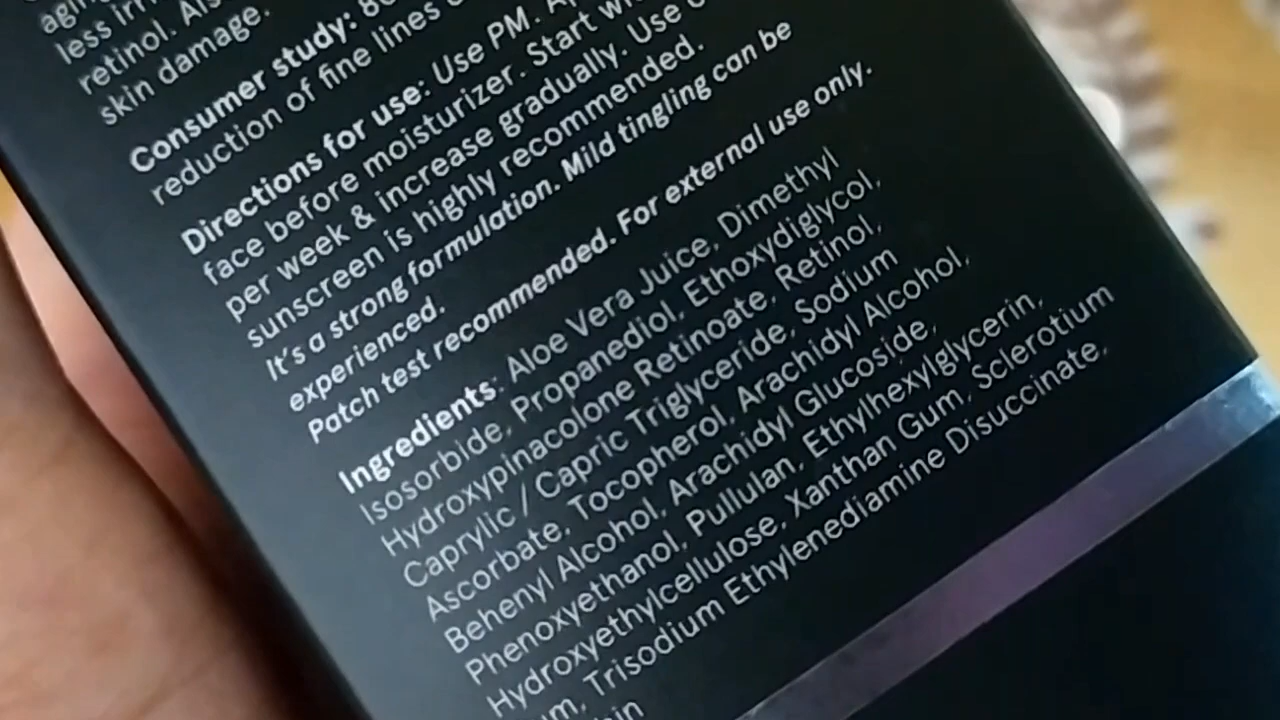 less
retinol.
skin damage.
Consumer study:
reduction of fine lines
Directions for use: Use PM.
face before moisturizer. Start
per week & increase gradually. Use
sunscreen is highly recommended.
It's a strong formulation. Mild tingling can be
experienced.
Patch test recommended. For external use only.
Ingredients: Aloe Vera Juice, Dimethyl
Isosorbide, Propanediol, Ethoxydiglycol,
Hydroxypinacolone Retinoate, Retinol,
Caprylic / Capric Triglyceride, Sodium
Ascorbate, Tocopherol, Arachidyl Alcohol,
Behenyl Alcohol, Arachidyl Glucoside,
Phenoxyethanol, Pullulan, Ethylhexylglycerin,
Hydroxyethylcellulose, Xanthan Gum, Sclerotium
Trisodium Ethylenediamine Disuccinate,